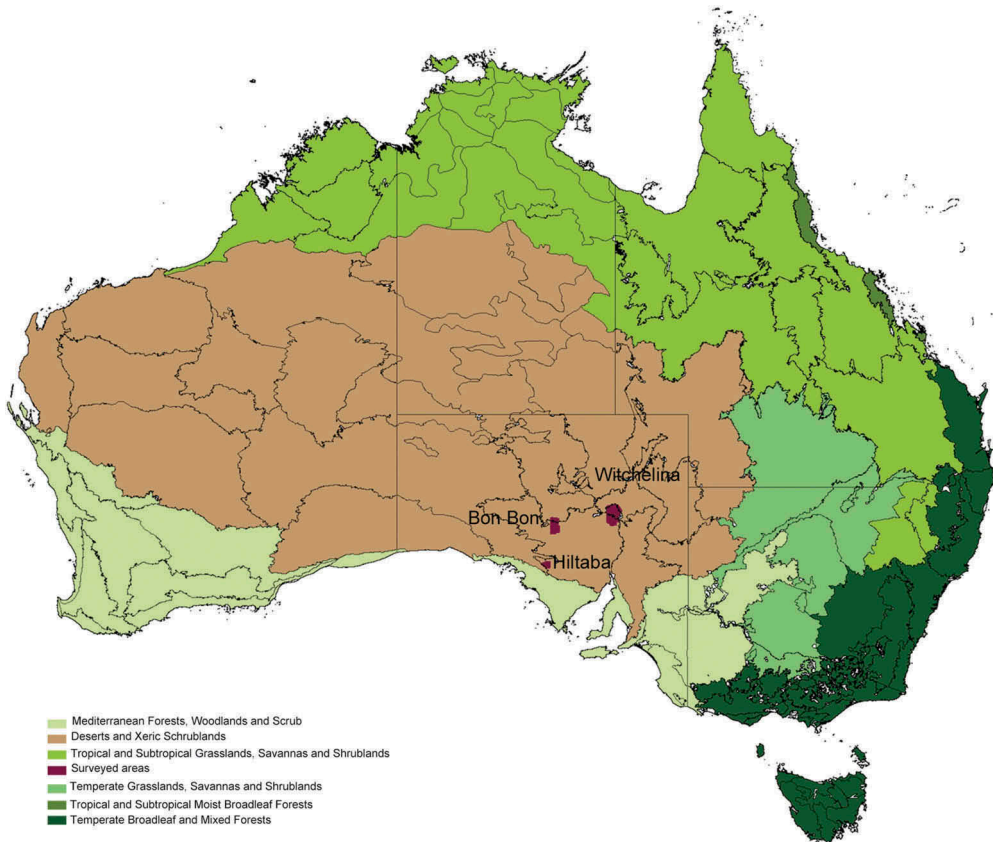 Witchelina
Bon Bon
Hiltaba
Mediterranean Forests, Woodlands and Scrub
Deserts and Xeric Schrublands
Tropical and Subtropical Grasslands, Savannas and Shrublands
Surveyed areas
Temperate Grasslands, Savannas and Shrublands
Tropical and Subtropical Moist Broadleaf Forests
Temperate Broadleaf and Mixed Forests